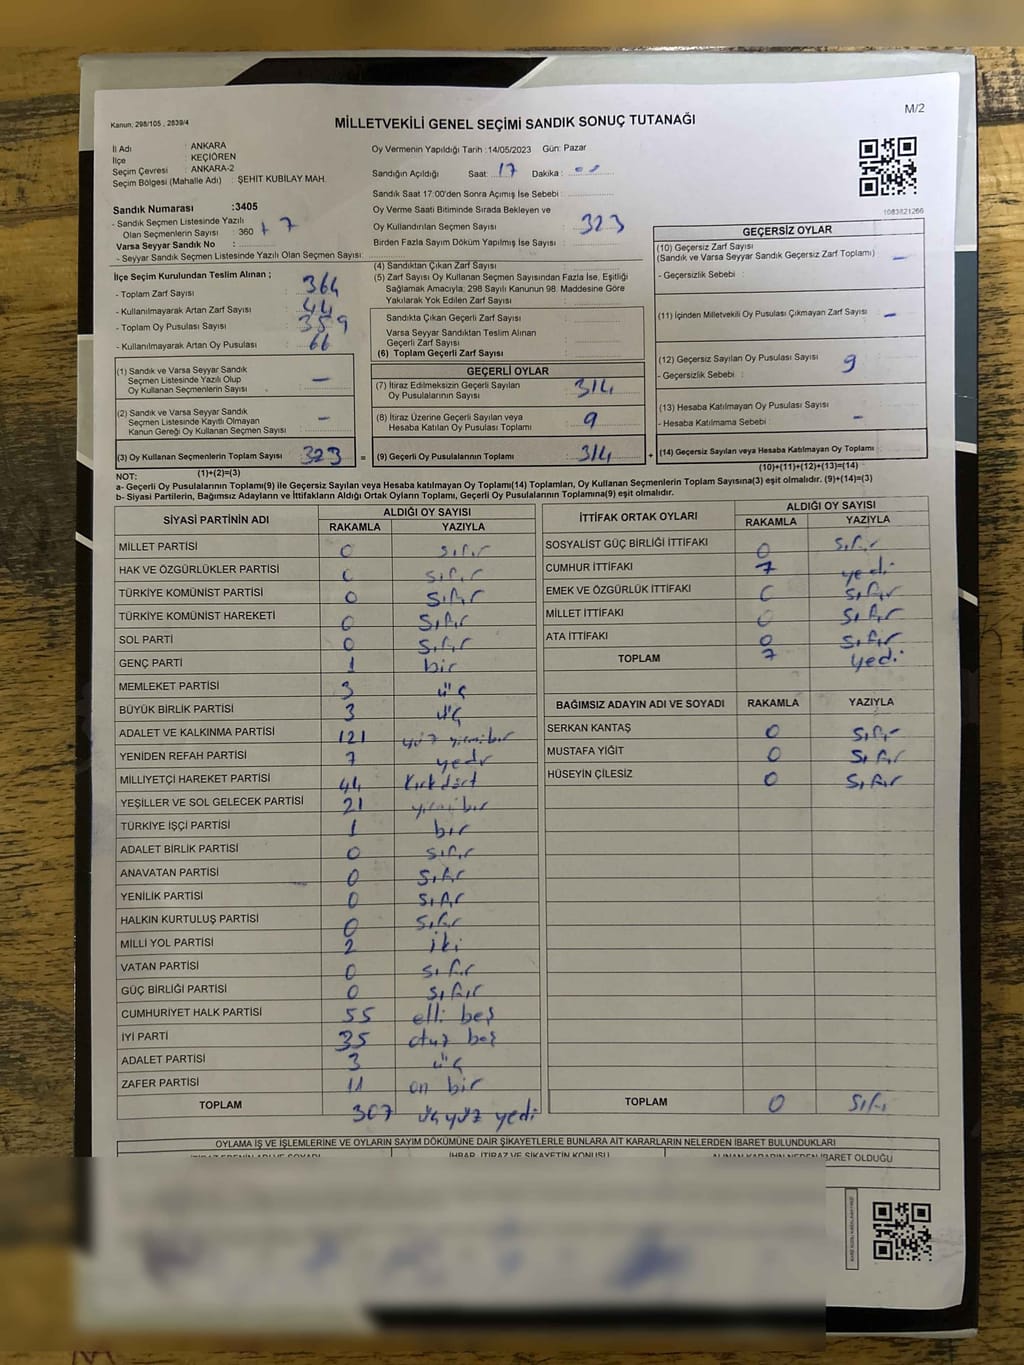 M/2
Kanun, 298/105 , 2839/4
MİLLETVEKİLİ GENEL SEÇİMİ SANDIK SONUÇ TUTANAĞI
İl Adı : ANKARA
İlçe : KEÇİÖREN
Seçim Çevresi : ANKARA-2
Seçim Bölgesi (Mahalle Adı) : ŞEHİT KUBİLAY MAH.
Sandık Numarası :3405
- Sandık Seçmen Listesinde Yazılı
Olan Seçmenlerin Sayısı : 360 + 7
Varsa Seyyar Sandık No :
- Seyyar Sandık Seçmen Listesinde Yazılı Olan Seçmen Sayısı:
Oy Vermenin Yapıldığı Tarih :14/05/2023 Gün: Pazar
Sandığın Açıldığı Saat: 17 Dakika :
Sandık Saat 17:00'den Sonra Açımış İse Sebebi :
Oy Verme Saati Bitiminde Sırada Bekleyen ve
Oy Kullandırılan Seçmen Sayısı : 323
Birden Fazla Sayım Döküm Yapılmış İse Sayısı :
1083821266
İlçe Seçim Kurulundan Teslim Alınan ;
- Toplam Zarf Sayısı : 364
- Kullanılmayarak Artan Zarf Sayısı : 44
- Toplam Oy Pusulası Sayısı : 389
- Kullanılmayarak Artan Oy Pusulası : 66
(1) Sandık ve Varsa Seyyar Sandık
Seçmen Listesinde Yazılı Olup
Oy Kullanan Seçmenlerin Sayısı : –
(2) Sandık ve Varsa Seyyar Sandık
Seçmen Listesinde Kayıtlı Olmayan
Kanun Gereği Oy Kullanan Seçmen Sayısı : –
(3) Oy Kullanan Seçmenlerin Toplam Sayısı : 323
(4) Sandıktan Çıkan Zarf Sayısı :
(5) Zarf Sayısı Oy Kullanan Seçmen Sayısından Fazla İse, Eşitliği
Sağlamak Amacıyla; 298 Sayılı Kanunun 98. Maddesine Göre
Yakılarak Yok Edilen Zarf Sayısı :
Sandıkta Çıkan Geçerli Zarf Sayısı :
Varsa Seyyar Sandıktan Teslim Alınan
Geçerli Zarf Sayısı :
(6) Toplam Geçerli Zarf Sayısı :
GEÇERLİ OYLAR
(7) İtiraz Edilmeksizin Geçerli Sayılan
Oy Pusulalarının Sayısı : 314
(8) İtiraz Üzerine Geçerli Sayılan veya
Hesaba Katılan Oy Pusulası Toplamı : 9
= (9) Geçerli Oy Pusulalarının Toplamı : 314
GEÇERSİZ OYLAR
(10) Geçersiz Zarf Sayısı
(Sandık ve Varsa Seyyar Sandık Geçersiz Zarf Toplamı) : –
- Geçersizlik Sebebi :
(11) İçinden Milletvekili Oy Pusulası Çıkmayan Zarf Sayısı : –
(12) Geçersiz Sayılan Oy Pusulası Sayısı : 9
- Geçersizlik Sebebi :
(13) Hesaba Katılmayan Oy Pusulası Sayısı : –
- Hesaba Katılmama Sebebi :
+ (14) Geçersiz Sayılan veya Hesaba Katılmayan Oy Toplamı :
(1)+(2)=(3)
(10)+(11)+(12)+(13)=(14)
NOT:
a- Geçerli Oy Pusulasının Toplamı(9) ile Geçersiz Sayılan veya Hesaba Katılmayan Oy Toplamı(14) Toplamları, Oy Kullanan Seçmenlerin Toplam Sayısına(3) eşit olmalıdır. (9)+(14)=(3)
b- Siyasi Partilerin, Bağımsız Adayların ve İttifakların Aldığı Ortak Oyların Toplamı, Geçerli Oy Pusulalarının Toplamına(9) eşit olmalıdır.
SİYASİ PARTİNİN ADI ALDIĞI OY SAYISI
RAKAMLA YAZIYLA
MİLLET PARTİSİ 0 sıfır
HAK VE ÖZGÜRLÜKLER PARTİSİ 0 sıfır
TÜRKİYE KOMÜNİST PARTİSİ 0 sıfır
TÜRKİYE KOMÜNİST HAREKETİ 0 sıfır
SOL PARTİ 0 sıfır
GENÇ PARTİ 1 bir
MEMLEKET PARTİSİ 3 üç
BÜYÜK BİRLİK PARTİSİ 3 üç
ADALET VE KALKINMA PARTİSİ 121 yüz yirmibir
YENİDEN REFAH PARTİSİ 7 yedi
MİLLİYETÇİ HAREKET PARTİSİ 44 kırkdört
YEŞİLLER VE SOL GELECEK PARTİSİ 21 yirmibir
TÜRKİYE İŞÇİ PARTİSİ 1 bir
ADALET BİRLİK PARTİSİ 0 sıfır
ANAVATAN PARTİSİ 0 sıfır
YENİLİK PARTİSİ 0 sıfır
HALKIN KURTULUŞ PARTİSİ 0 sıfır
MİLLİ YOL PARTİSİ 2 iki
VATAN PARTİSİ 0 sıfır
GÜÇ BİRLİĞİ PARTİSİ 0 sıfır
CUMHURİYET HALK PARTİSİ 55 elli beş
İYİ PARTİ 35 otuz beş
ADALET PARTİSİ 3 üç
ZAFER PARTİSİ 11 on bir
TOPLAM 307 üçyüz yedi
İTTİFAK ORTAK OYLARI ALDIĞI OY SAYISI
RAKAMLA YAZIYLA
SOSYALİST GÜÇ BİRLİĞİ İTTİFAKI 0 sıfır
CUMHUR İTTİFAKI 7 yedi
EMEK VE ÖZGÜRLÜK İTTİFAKI 0 sıfır
MİLLET İTTİFAKI 0 sıfır
ATA İTTİFAKI 0 sıfır
TOPLAM 7 yedi
BAĞIMSIZ ADAYIN ADI VE SOYADI RAKAMLA YAZIYLA
SERKAN KANTAŞ 0 sıfır
MUSTAFA YİĞİT 0 sıfır
HÜSEYİN ÇİLESİZ 0 sıfır
TOPLAM 0 sıfır
OYLAMA İŞ VE İŞLEMLERİNE VE OYLARIN SAYIM DÖKÜMÜNE DAİR ŞİKAYETLERLE BUNLARA AİT KARARLARIN NELERDEN İBARET BULUNDUKLARI
İTİRAZ EDENİN ADI VE SOYADI İHBAR, İTİRAZ VE ŞİKAYETİN KONUSU ALINAN KARARIN NEDEN İBARET OLDUĞU